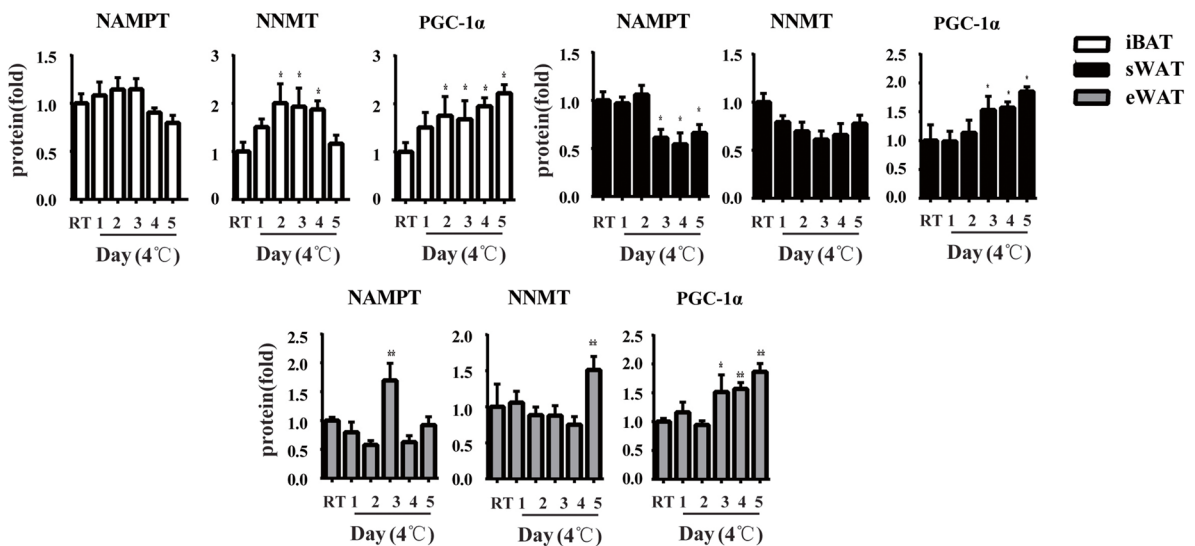 NAMPT NNMT PGC-1α NAMPT NNMT PGC-1α
iBAT
sWAT
eWAT
protein(fold)
1.5
1.0
0.5
0.0
RT 1 2 3 4 5
Day (4℃)
3
2
1
0
* * *
RT 1 2 3 4 5
Day (4℃)
3
2
1
0
* * * *
RT 1 2 3 4 5
Day (4℃)
protein(fold)
1.5
1.0
0.5
0.0
* * *
RT 1 2 3 4 5
Day (4℃)
1.5
1.0
0.5
0.0
RT 1 2 3 4 5
Day (4℃)
2.5
2.0
1.5
1.0
0.5
0.0
* * *
RT 1 2 3 4 5
Day (4℃)
NAMPT NNMT PGC-1α
protein(fold)
2.5
2.0
1.5
1.0
0.5
0.0
**
RT 1 2 3 4 5
Day (4℃)
2.0
1.5
1.0
0.5
0.0
**
RT 1 2 3 4 5
Day (4℃)
2.5
2.0
1.5
1.0
0.5
0.0
* ** **
RT 1 2 3 4 5
Day (4℃)